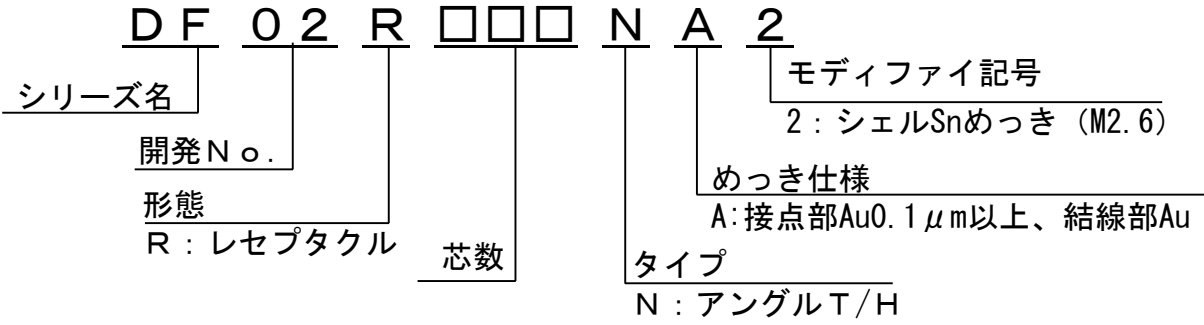 ＤＦ ０２ Ｒ □□□ Ｎ Ａ ２
シリーズ名
モディファイ記号
2：シェルSnめっき（M2.6）
開発Ｎｏ.
めっき仕様
A:接点部Au0.1μm以上、結線部Au
形態
Ｒ：レセプタクル
芯数
タイプ
Ｎ：アングルＴ/Ｈ